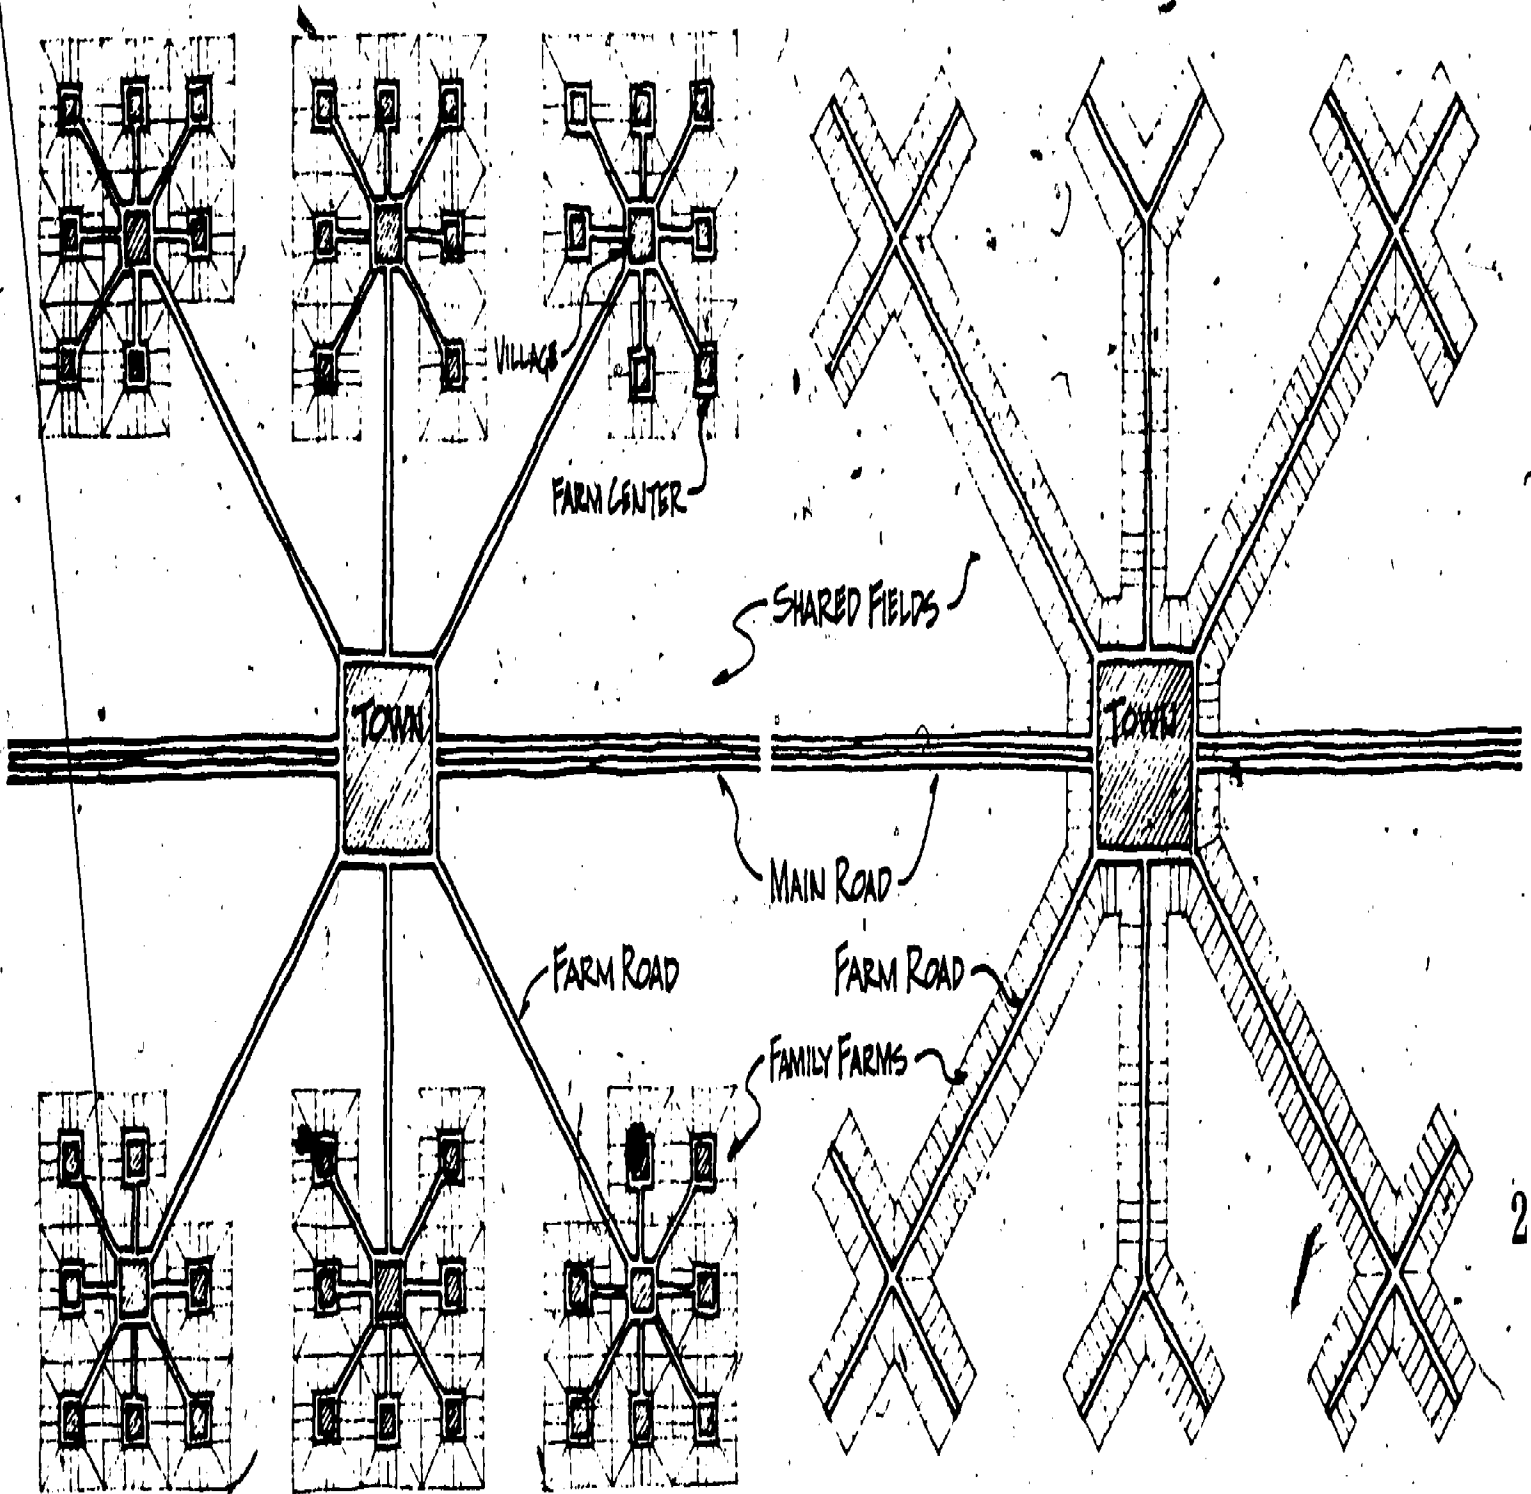 VILLAGE
FARM CENTER
SHARED FIELDS
TOWN
TOWN
MAIN ROAD
FARM ROAD
FARM ROAD
FAMILY FARMS
2